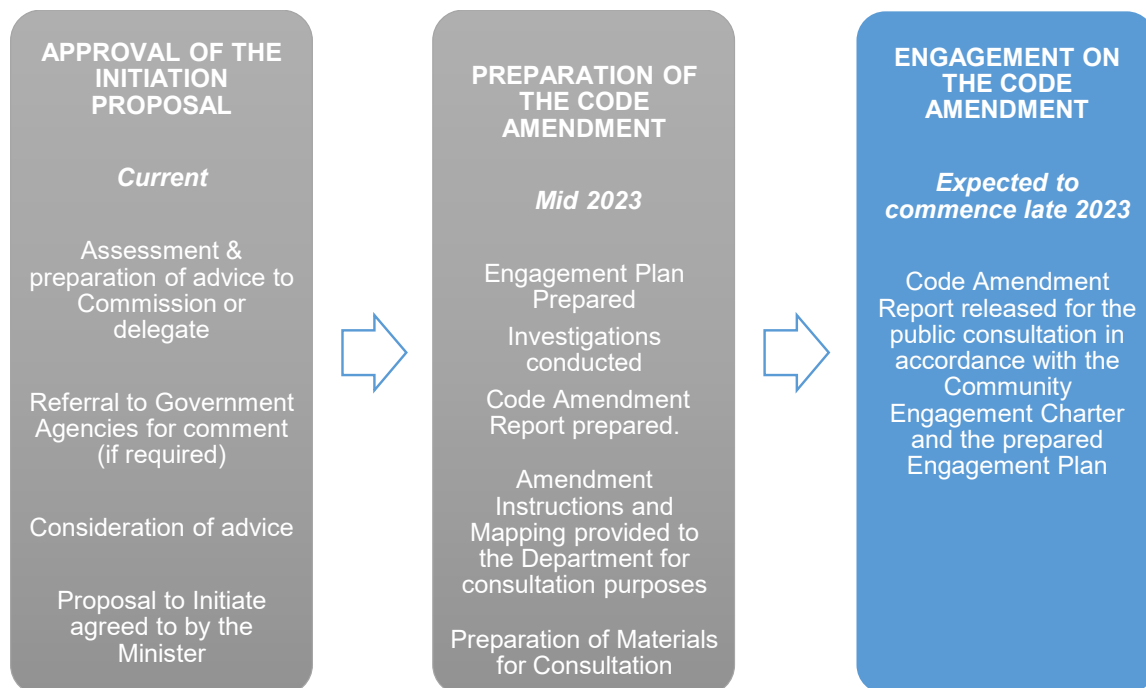 APPROVAL OF THE
INITIATION
PROPOSAL
Current
Assessment &
preparation of advice to
Commission or
delegate
Referral to Government
Agencies for comment
(if required)
Consideration of advice
Proposal to Initiate
agreed to by the
Minister
PREPARATION OF
THE CODE
AMENDMENT
Mid 2023
Engagement Plan
Prepared
Investigations
conducted
Code Amendment
Report prepared.
Amendment
Instructions and
Mapping provided to
the Department for
consultation purposes
Preparation of Materials
for Consultation
ENGAGEMENT ON
THE CODE
AMENDMENT
Expected to
commence late 2023
Code Amendment
Report released for the
public consultation in
accordance with the
Community
Engagement Charter
and the prepared
Engagement Plan